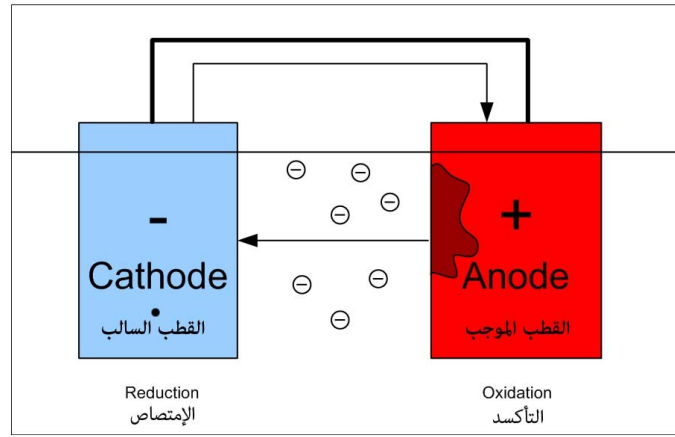 -
+
Cathode
Anode
القطب السالب
القطب الموجب
Reduction
Oxidation
الإمتصاص
التأكسد